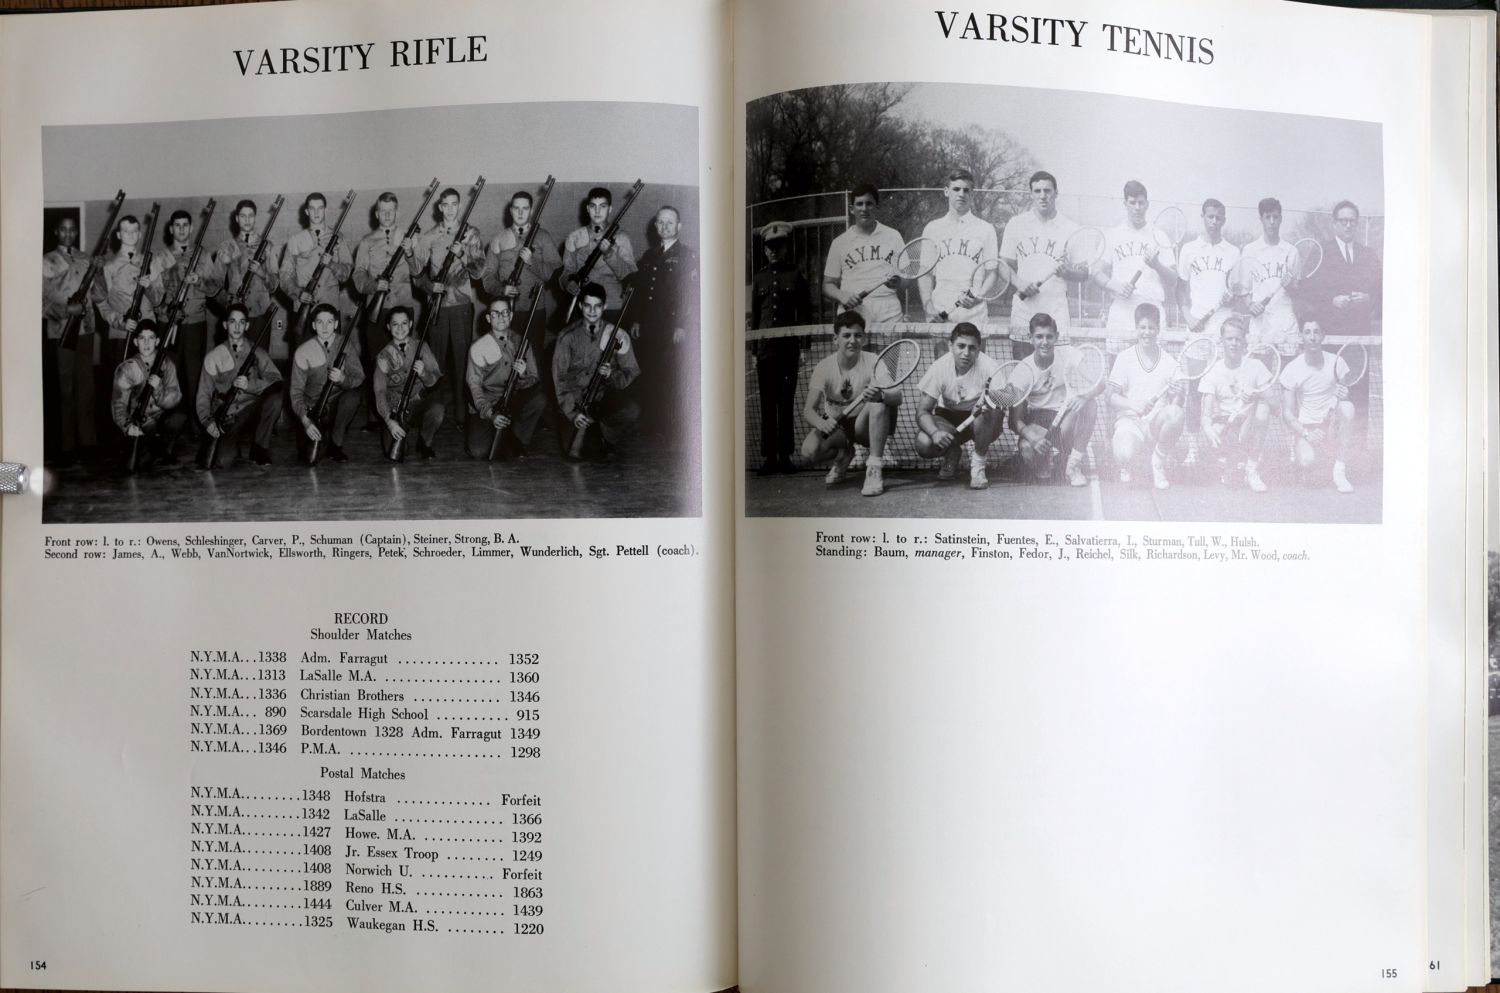 VARSITY RIFLE
Front row: l. to r.: Owens, Schleshinger, Carver, P., Schuman (Captain), Steiner, Strong, B. A.
Second row: James, A., Webb, VanNortwick, Ellsworth, Ringers, Petek, Schroeder, Limmer, Wunderlich, Sgt. Pettell (coach).
RECORD
Shoulder Matches
N.Y.M.A...1338 Adm. Farragut .............. 1352
N.Y.M.A...1313 LaSalle M.A. ................ 1360
N.Y.M.A...1336 Christian Brothers ............ 1346
N.Y.M.A... 890 Scarsdale High School .......... 915
N.Y.M.A...1369 Bordentown 1328 Adm. Farragut 1349
N.Y.M.A...1346 P.M.A. ..................... 1298
Postal Matches
N.Y.M.A.........1348 Hofstra ............. Forfeit
N.Y.M.A.........1342 LaSalle ............... 1366
N.Y.M.A.........1427 Howe. M.A. ........... 1392
N.Y.M.A.........1408 Jr. Essex Troop ........ 1249
N.Y.M.A.........1408 Norwich U. .......... Forfeit
N.Y.M.A.........1889 Reno H.S. ............ 1863
N.Y.M.A.........1444 Culver M.A. ........... 1439
N.Y.M.A.........1325 Waukegan H.S. ........ 1220
154
VARSITY TENNIS
N.Y.M.A
Y.M.
N.Y.M.A
N.Y.M.
N.Y.M.
N.Y.M.
Front row: l. to r.: Satinstein, Fuentes, E., Salvatierra, I., Sturman, Tull, W., Hulsh.
Standing: Baum, manager, Finston, Fedor, J., Reichel, Silk, Richardson, Levy, Mr. Wood, coach.
155
61